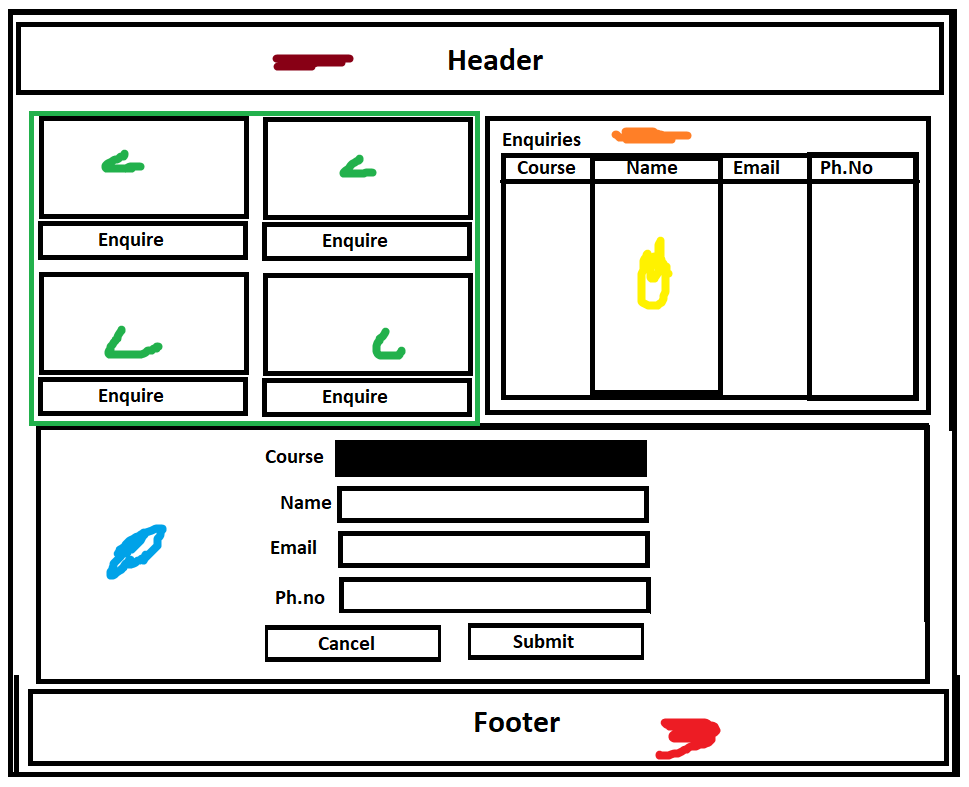 Header
Enquire Enquire
Enquire Enquire
Enquiries
Course Name Email Ph.No
Course
Name
Email
Ph.no
Cancel Submit
Footer